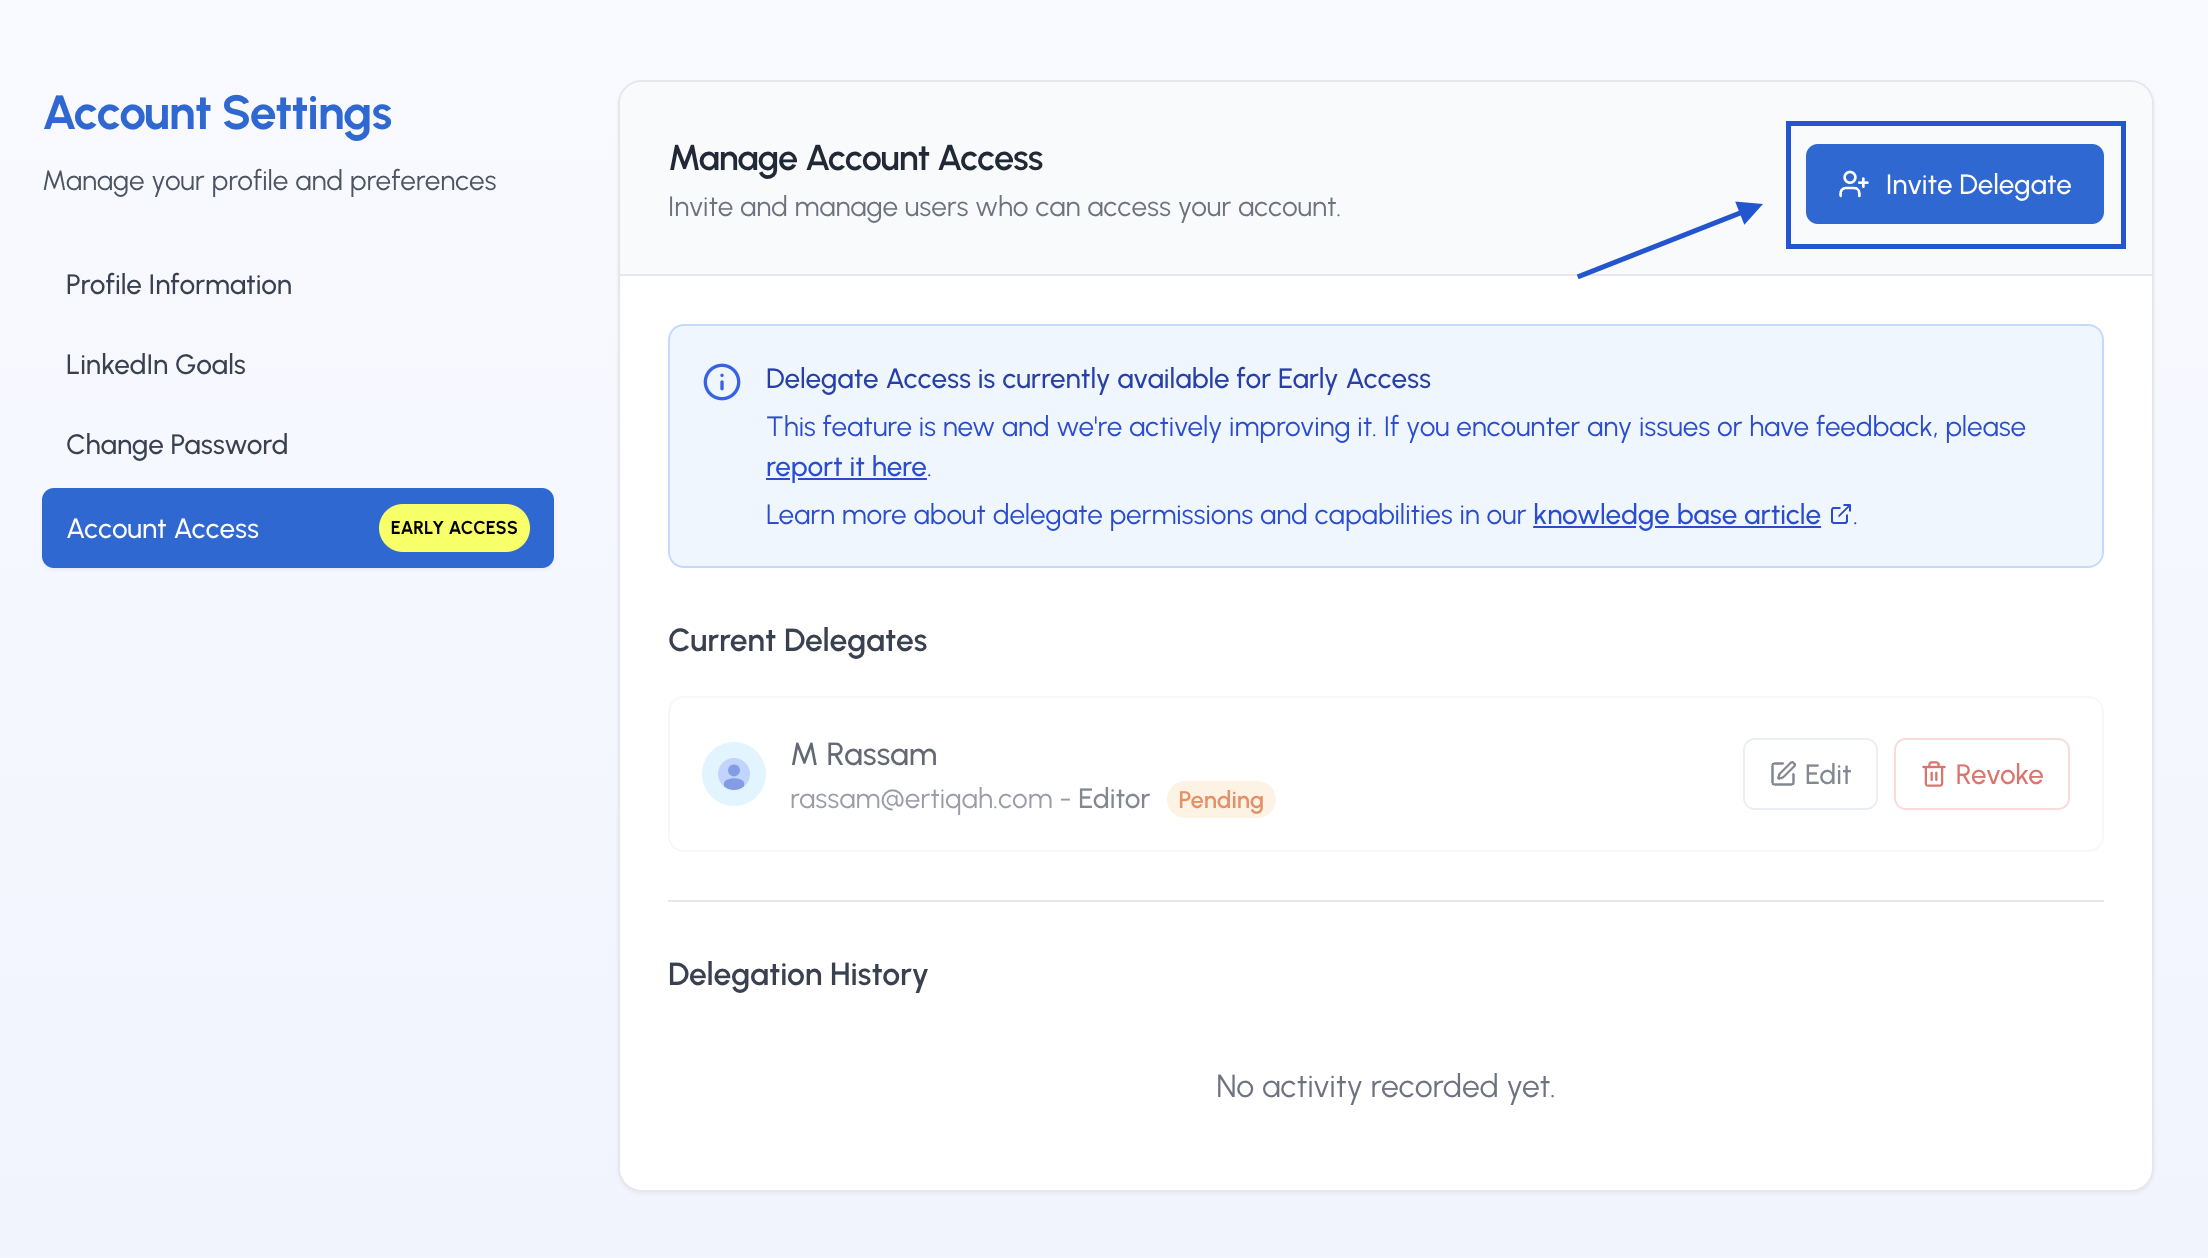 Account Settings
Manage your profile and preferences
Profile Information
LinkedIn Goals
Change Password
Account Access EARLY ACCESS
Manage Account Access
Invite and manage users who can access your account.
Invite Delegate
Delegate Access is currently available for Early Access
This feature is new and we're actively improving it. If you encounter any issues or have feedback, please
report it here.
Learn more about delegate permissions and capabilities in our knowledge base article.
Current Delegates
M Rassam
rassam@ertiqah.com - Editor Pending
Edit
Revoke
Delegation History
No activity recorded yet.